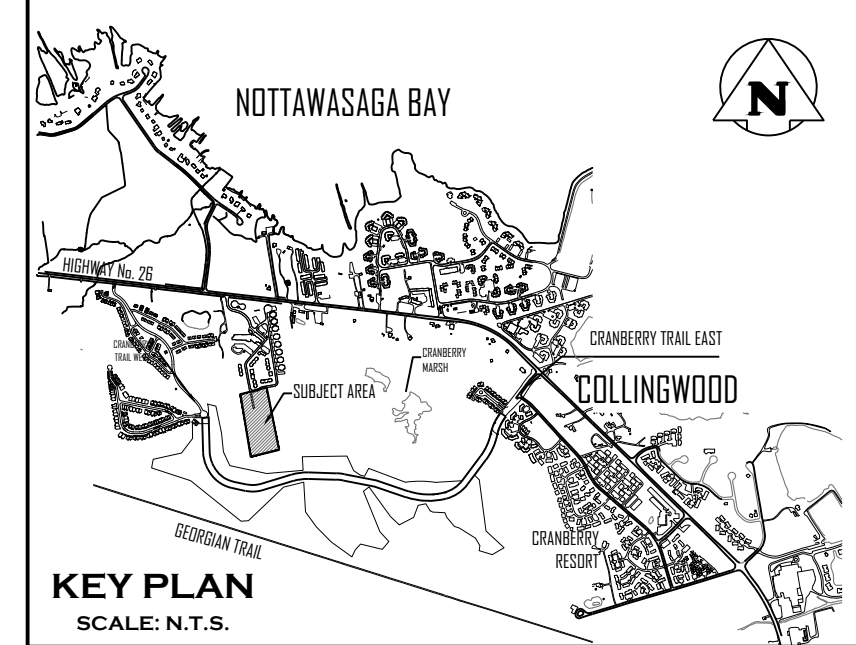 NOTTAWASAGA BAY
N
HIGHWAY No. 26
CRANBERRY TRAIL EAST
CRANBERRY
MARSH
TRAIL
COLLINGWOOD
SUBJECT AREA
GEORGIAN TRAIL
CRANBERRY
RESORT
KEY PLAN
SCALE: N.T.S.